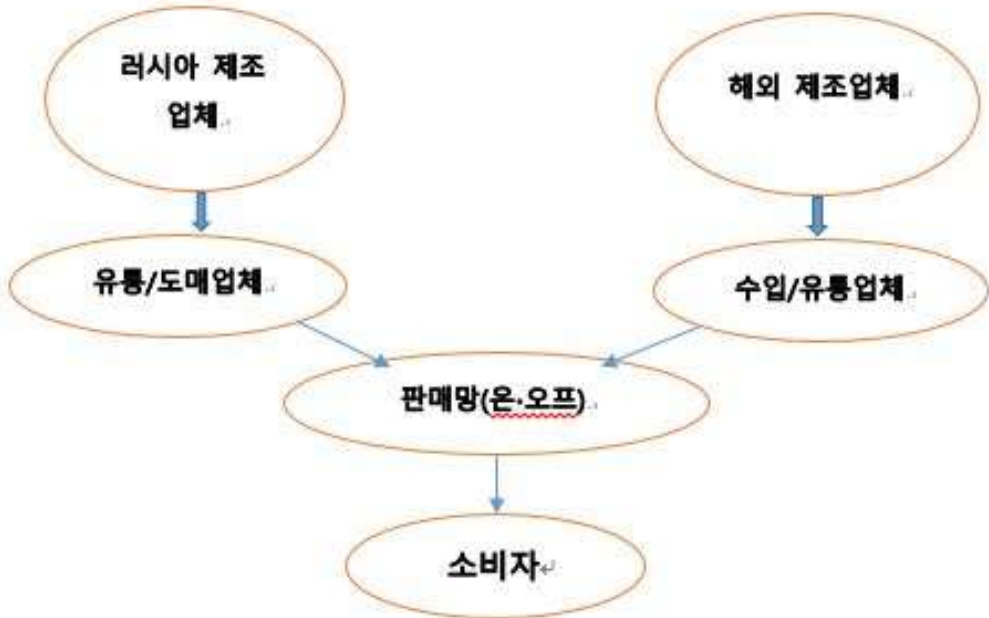 러시아 제조
업체
해외 제조업체
유통/도매업체
수입/유통업체
판매망(온·오프)
소비자